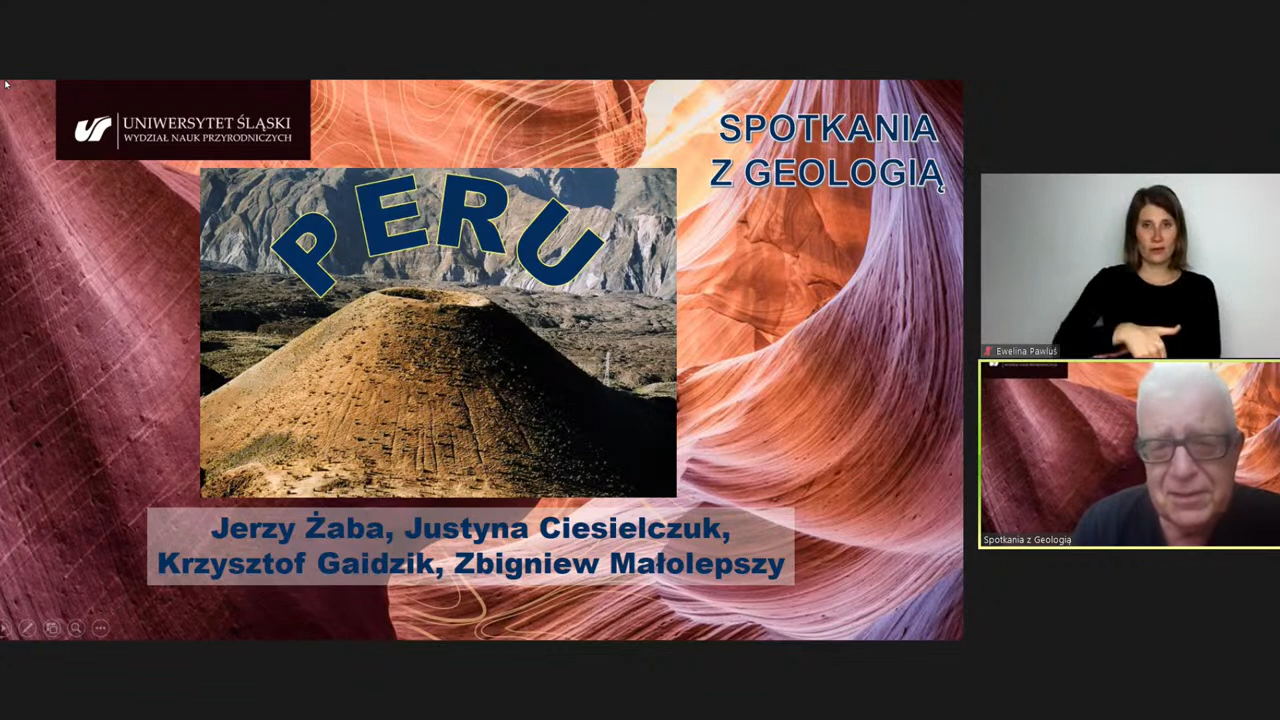 UNIWERSYTET ŚLĄSKI
WYDZIAŁ NAUK PRZYRODNICZYCH
SPOTKANIA
Z GEOLOGIĄ
PERU
Jerzy Żaba, Justyna Ciesielczuk,
Krzysztof Gaidzik, Zbigniew Małolepszy
Ewelina Pawluś
Spotkania z Geologią